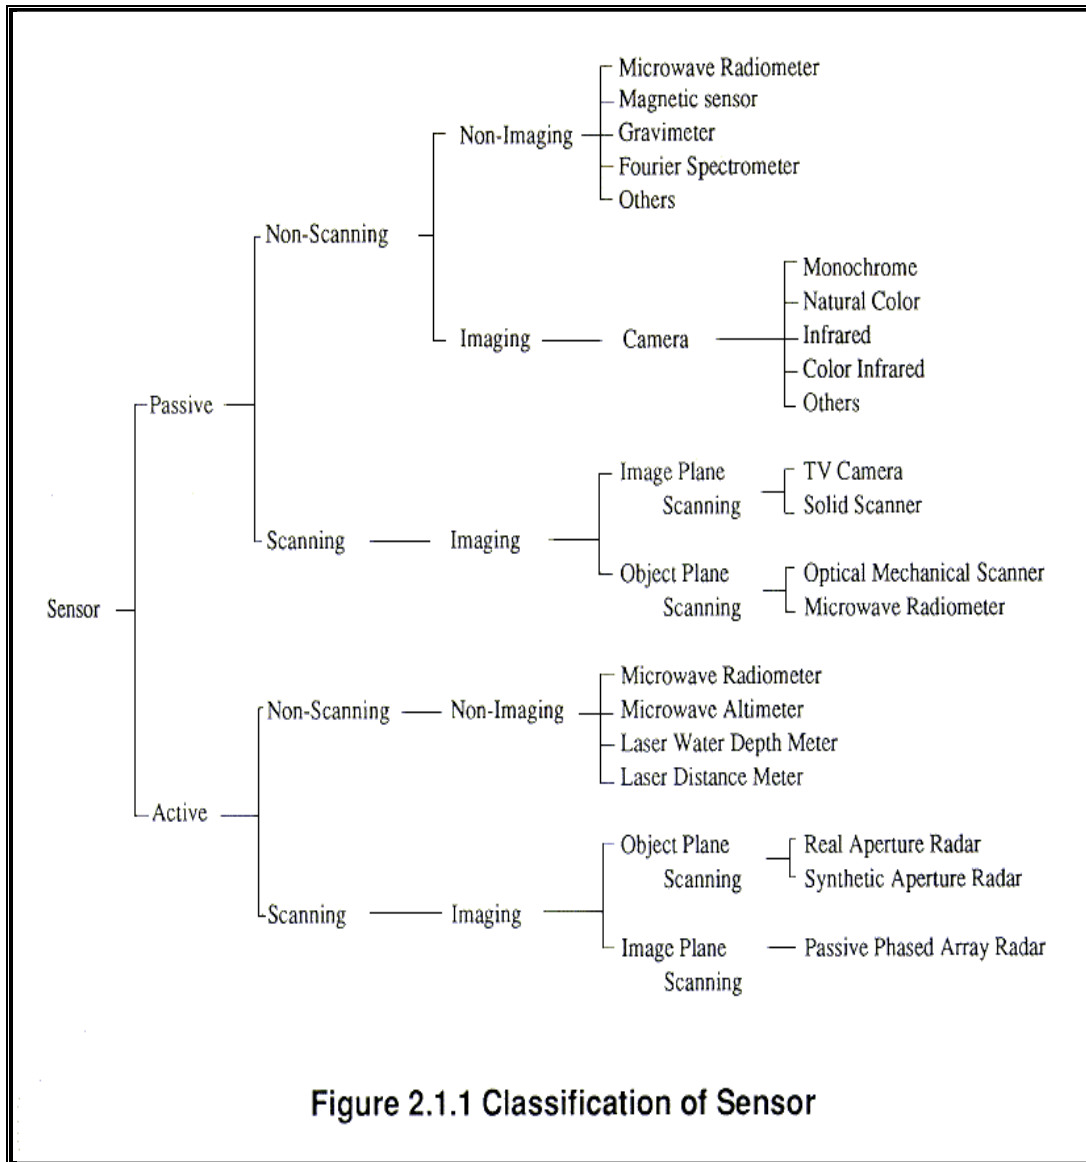 Microwave Radiometer
Magnetic sensor
Non-Imaging
Gravimeter
Fourier Spectrometer
Others
Non-Scanning
Monochrome
Natural Color
Imaging
Camera
Infrared
Color Infrared
Others
Passive
Image Plane
Scanning
TV Camera
Solid Scanner
Scanning
Imaging
Object Plane
Scanning
Optical Mechanical Scanner
Microwave Radiometer
Sensor
Microwave Radiometer
Non-Scanning
Non-Imaging
Microwave Altimeter
Laser Water Depth Meter
Laser Distance Meter
Active
Object Plane
Scanning
Real Aperture Radar
Synthetic Aperture Radar
Scanning
Imaging
Image Plane
Scanning
Passive Phased Array Radar
Figure 2.1.1 Classification of Sensor